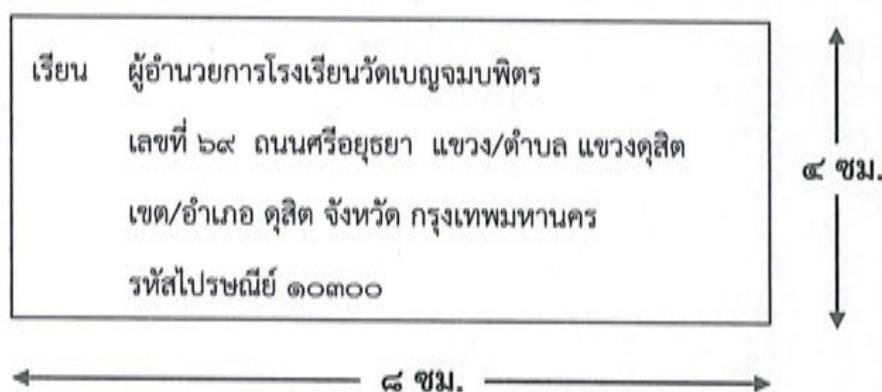 เรียน ผู้อำนวยการโรงเรียนวัดเบญจมบพิตร
เลขที่ ๖๙ ถนนศรีอยุธยา แขวง/ตำบล แขวงดุสิต
เขต/อำเภอ ดุสิต จังหวัด กรุงเทพมหานคร
รหัสไปรษณีย์ ๑๐๓๐๐
๔ ซม.
๘ ซม.